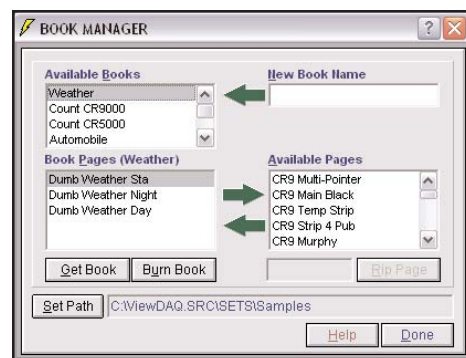 BOOK MANAGER
Available Books
New Book Name
Weather
Count CR9000
Count CR5000
Automobile
Book Pages (Weather)
Available Pages
Dumb Weather Sta
Dumb Weather Night
Dumb Weather Day
CR9 Multi-Pointer
CR9 Main Black
CR9 Temp Strip
CR9 Strip 4 Pub
CR9 Murphy
Get Book
Burn Book
Rip Page
Set Path
C:\ViewDAQ.SRC\SETS\Samples
Help
Done